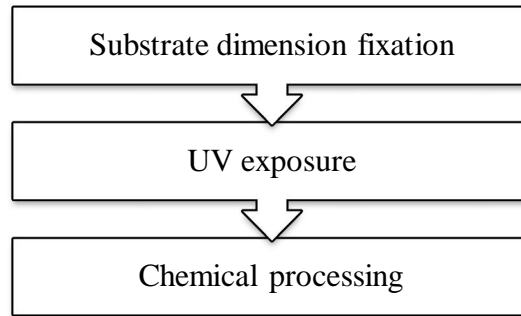 Substrate dimension fixation
UV exposure
Chemical processing